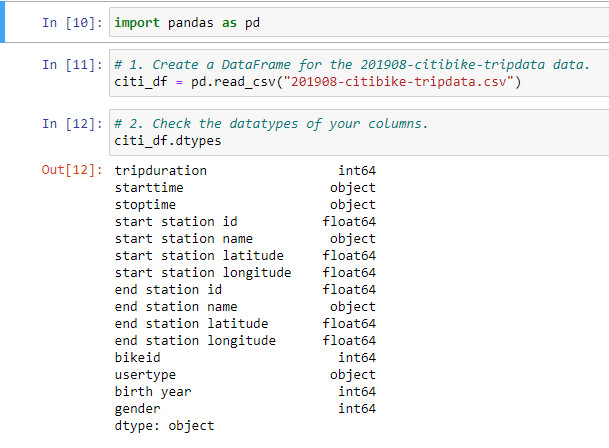 In [10]: import pandas as pd
In [11]: # 1. Create a DataFrame for the 201908-citibike-tripdata data.
citi_df = pd.read_csv("201908-citibike-tripdata.csv")
In [12]: # 2. Check the datatypes of your columns.
citi_df.dtypes
Out[12]: tripduration int64
starttime object
stoptime object
start station id float64
start station name object
start station latitude float64
start station longitude float64
end station id float64
end station name object
end station latitude float64
end station longitude float64
bikeid int64
usertype object
birth year int64
gender int64
dtype: object